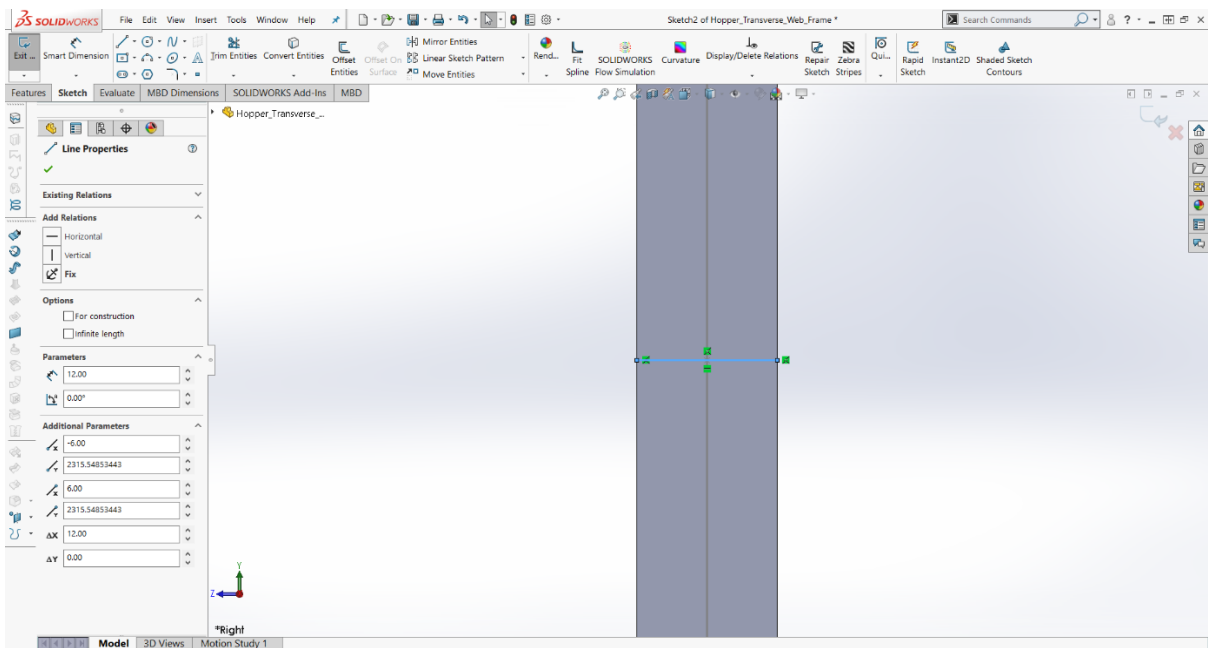 SOLIDWORKS File Edit View Insert Tools Window Help Sketch2 of Hopper_Transverse_Web_Frame * Search Commands
Exit ... Smart Dimension Trim Entities Convert Entities Offset Entities Offset On Surface Mirror Entities Linear Sketch Pattern Move Entities Rend... Fit Spline SOLIDWORKS Flow Simulation Curvature Display/Delete Relations Repair Sketch Zebra Stripes Qui... Rapid Sketch Instant2D Shaded Sketch Contours
Features Sketch Evaluate MBD Dimensions SOLIDWORKS Add-Ins MBD
Hopper_Transverse_...
Line Properties
Existing Relations
Add Relations
Horizontal
Vertical
Fix
Options
For construction
Infinite length
Parameters
12.00
0.00°
Additional Parameters
-6.00
2315.54853443
6.00
2315.54853443
ΔX 12.00
ΔY 0.00
Y
Z
*Right
Model 3D Views Motion Study 1